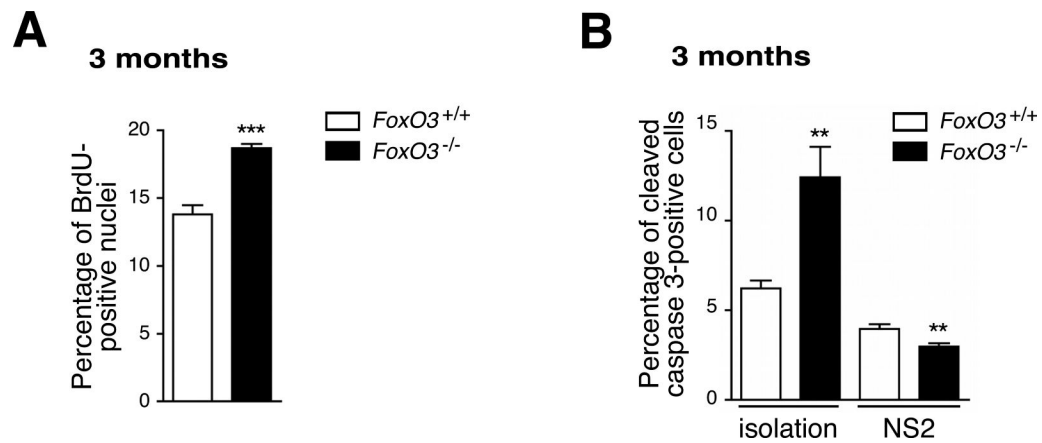 A
3 months
Percentage of BrdU-
positive nuclei
20
15
10
5
0
***
FoxO3+/+
FoxO3-/-
B
3 months
Percentage of cleaved
caspase 3-positive cells
15
10
5
0
**
**
FoxO3+/+
FoxO3-/-
isolation
NS2